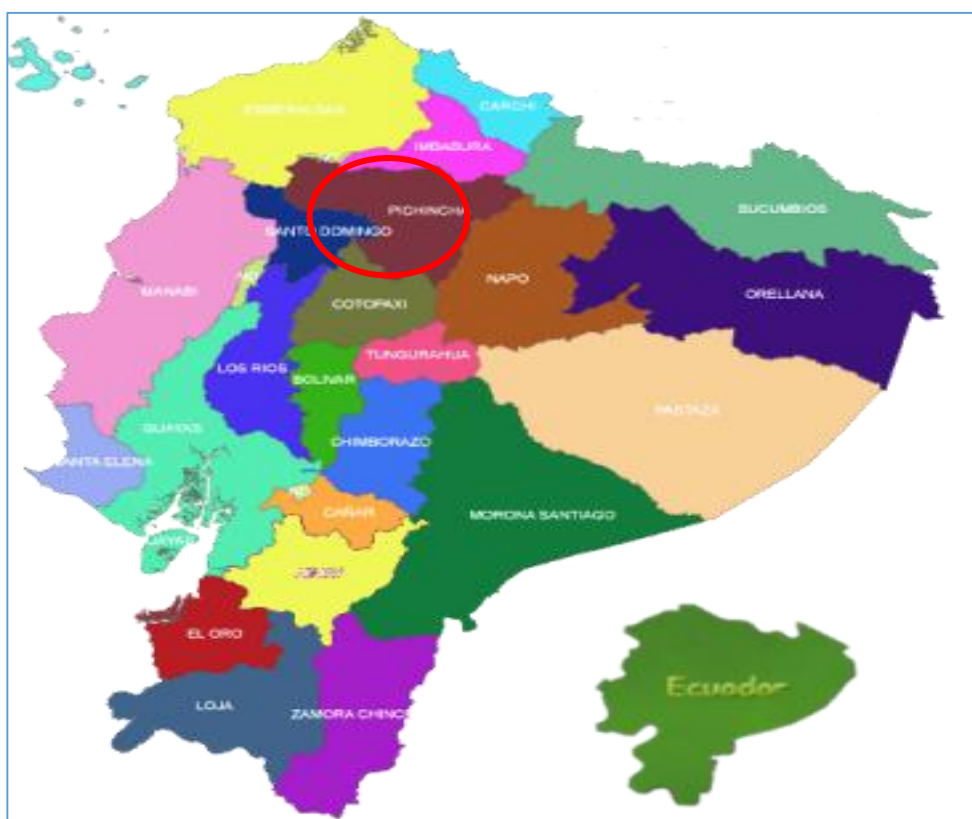 ESMERALDAS
CARCHI
IMBABURA
PICHINCHA
SUCUMBIOS
SANTO DOMINGO
NAPO
ORELLANA
MANABI
COTOPAXI
TUNGURAHUA
LOS RIOS
BOLIVAR
PASTAZA
GUAYAS
CHIMBORAZO
SANTA ELENA
CAÑAR
MORONA SANTIAGO
EL ORO
LOJA
ZAMORA CHINC
Ecuador